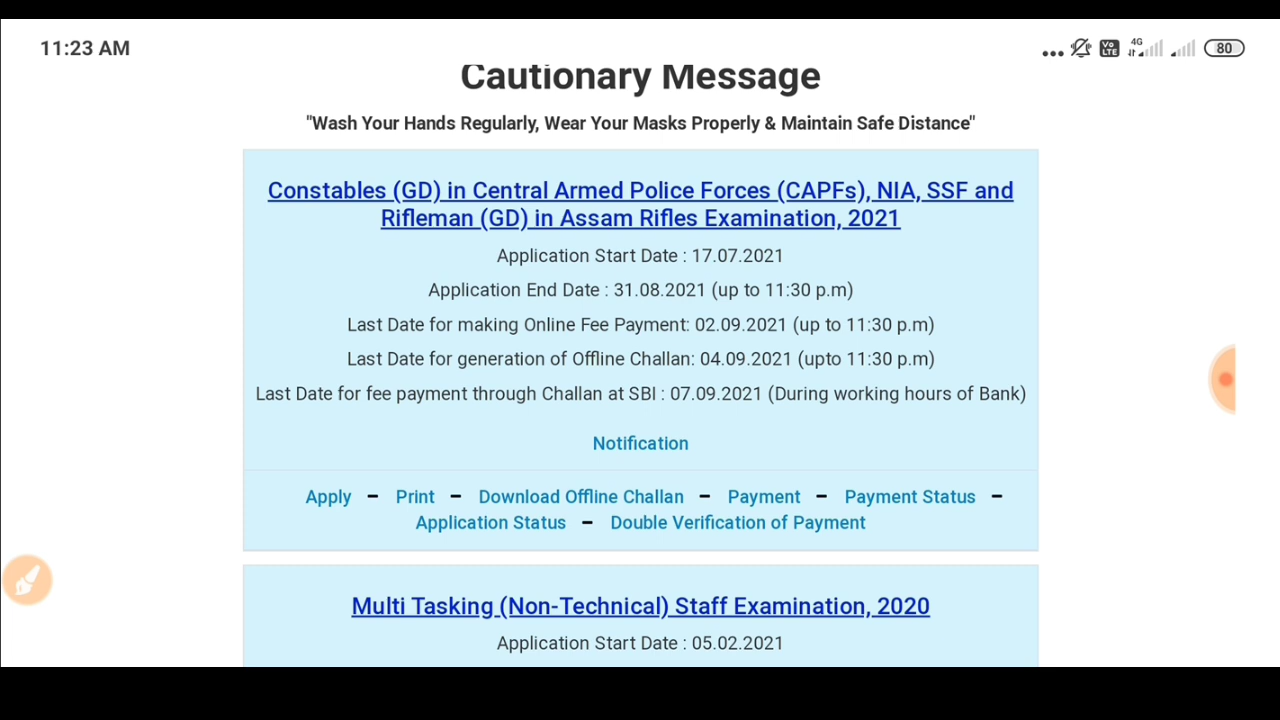 11:23 AM
Vo LTE
4G
80
Cautionary Message
"Wash Your Hands Regularly, Wear Your Masks Properly & Maintain Safe Distance"
Constables (GD) in Central Armed Police Forces (CAPFs), NIA, SSF and
Rifleman (GD) in Assam Rifles Examination, 2021
Application Start Date : 17.07.2021
Application End Date : 31.08.2021 (up to 11:30 p.m)
Last Date for making Online Fee Payment: 02.09.2021 (up to 11:30 p.m)
Last Date for generation of Offline Challan: 04.09.2021 (upto 11:30 p.m)
Last Date for fee payment through Challan at SBI : 07.09.2021 (During working hours of Bank)
Notification
Apply – Print – Download Offline Challan – Payment – Payment Status –
Application Status – Double Verification of Payment
Multi Tasking (Non-Technical) Staff Examination, 2020
Application Start Date : 05.02.2021